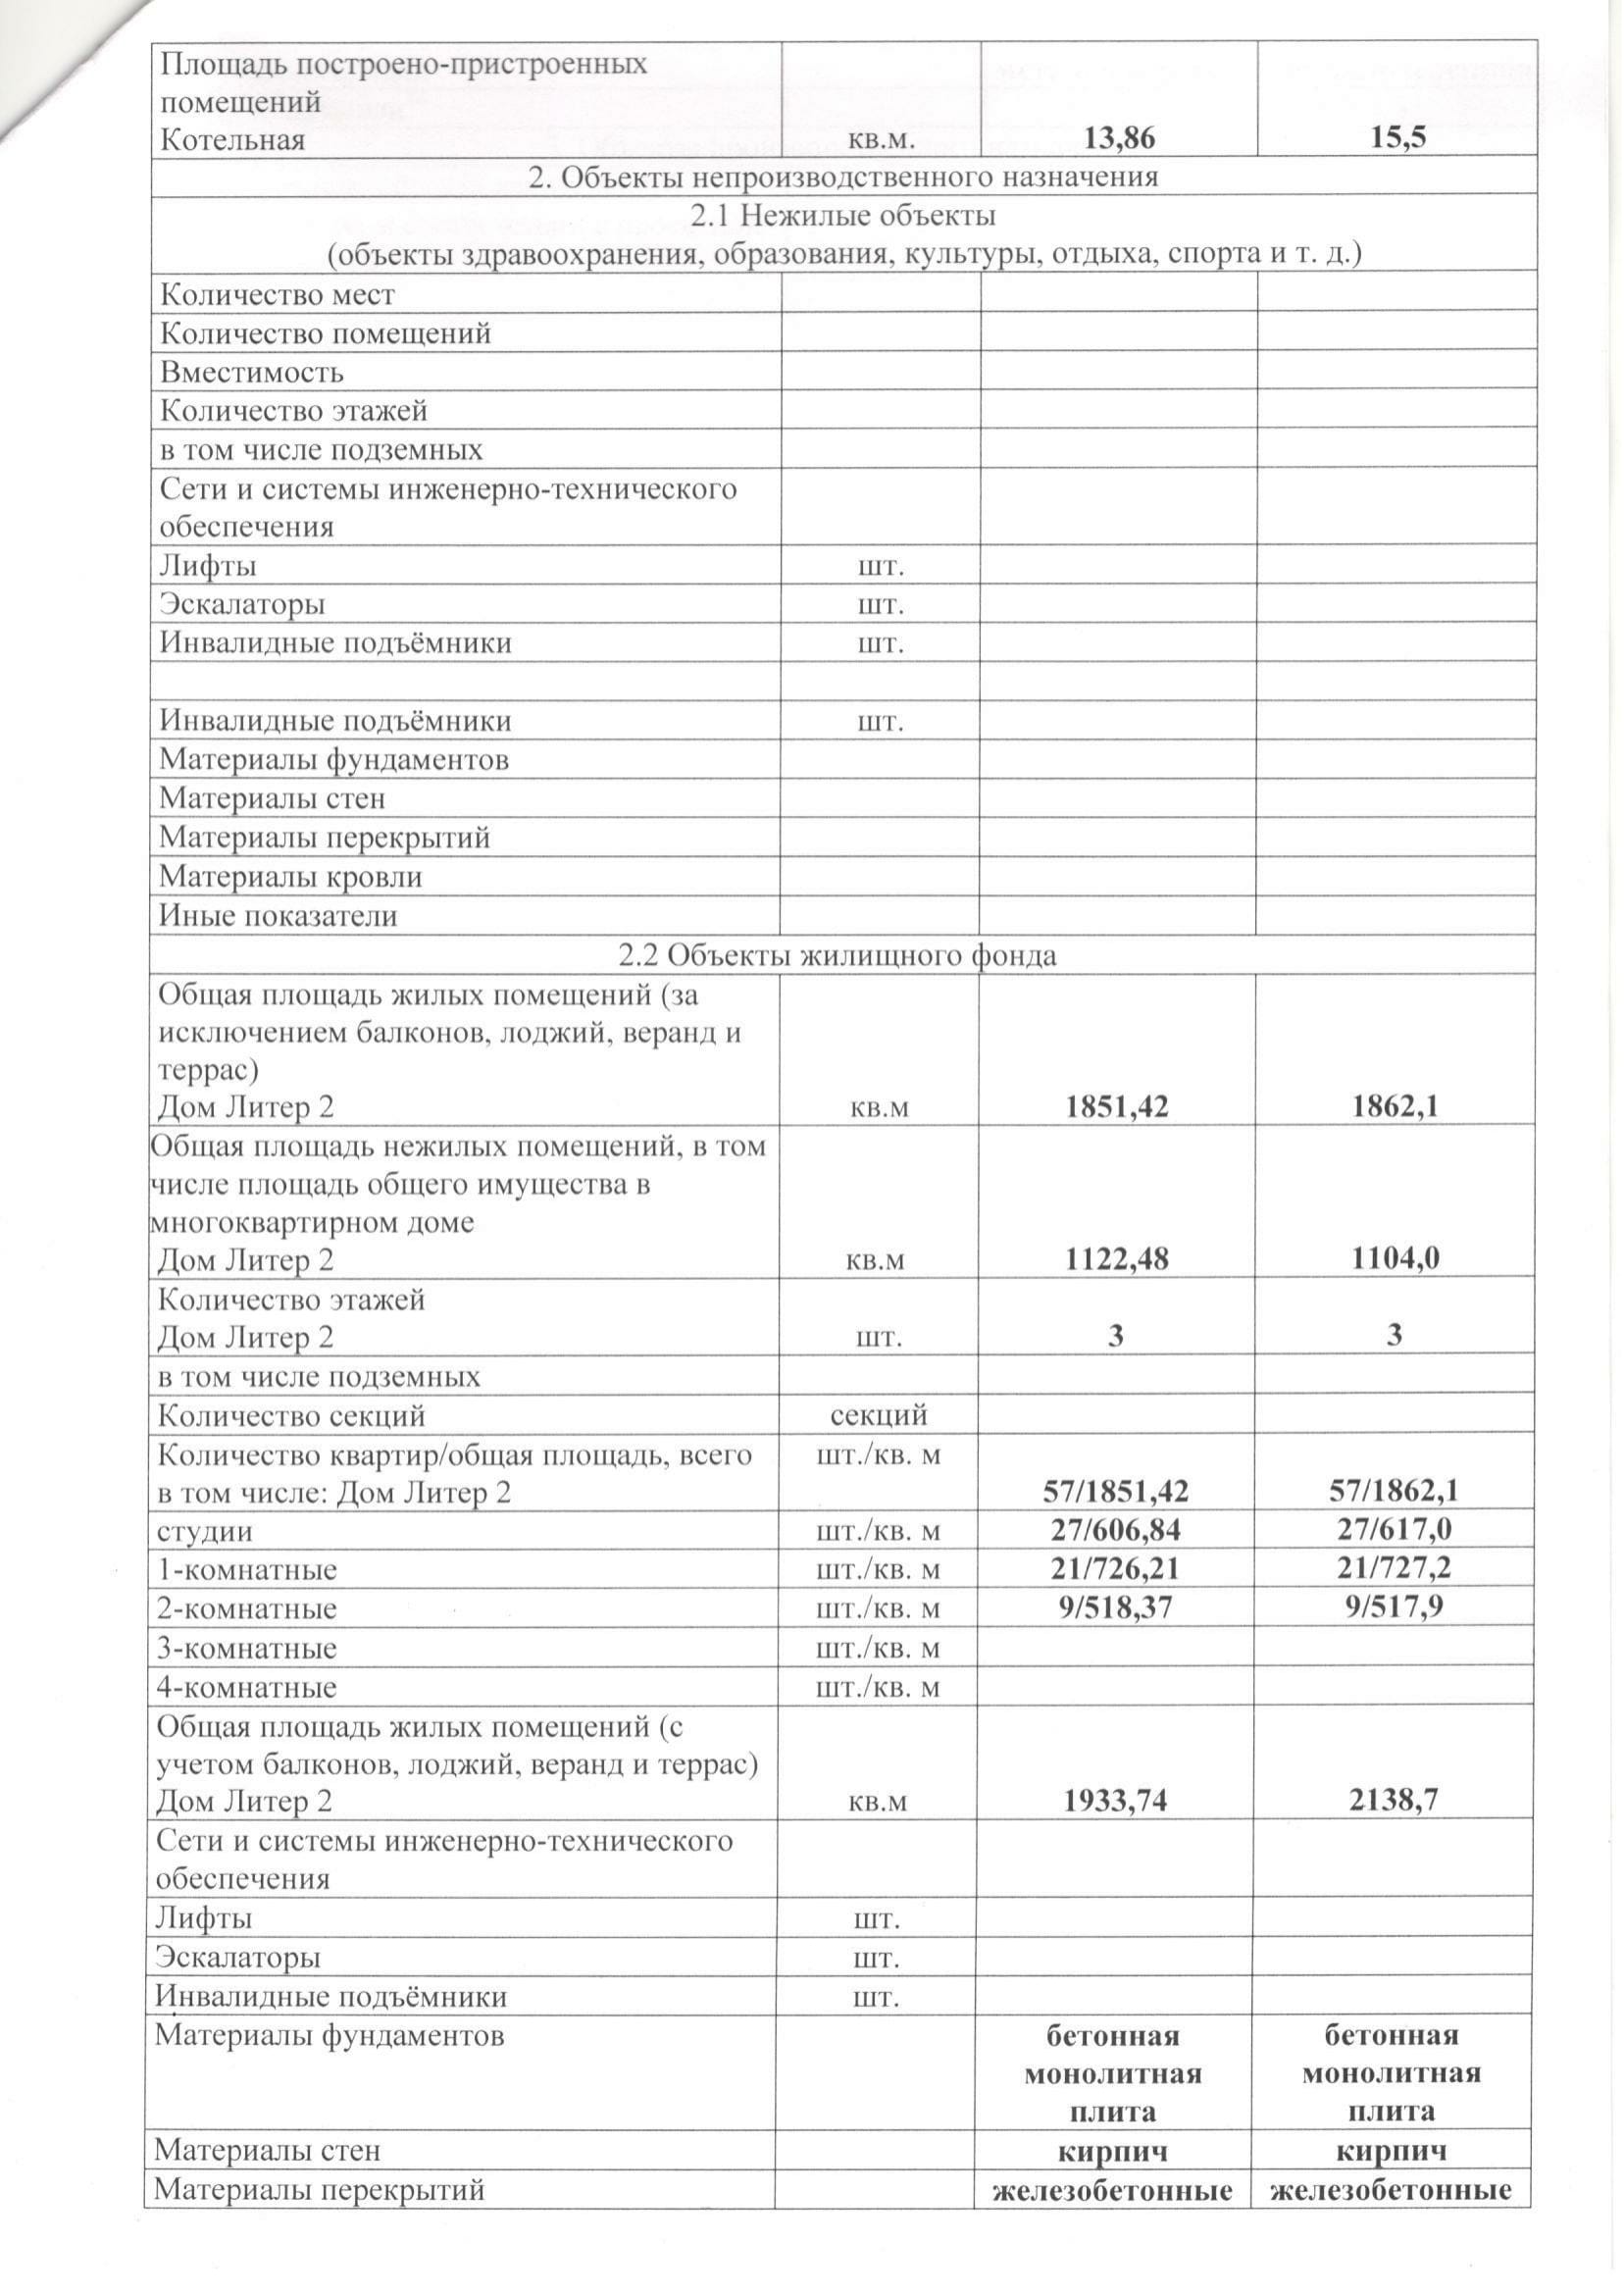 Площадь построено-пристроенных
помещений
Котельная кв.м. 13,86 15,5
2. Объекты непроизводственного назначения
2.1 Нежилые объекты
(объекты здравоохранения, образования, культуры, отдыха, спорта и т. д.)
Количество мест
Количество помещений
Вместимость
Количество этажей
в том числе подземных
Сети и системы инженерно-технического
обеспечения
Лифты шт.
Эскалаторы шт.
Инвалидные подъёмники шт.
Инвалидные подъёмники шт.
Материалы фундаментов
Материалы стен
Материалы перекрытий
Материалы кровли
Иные показатели
2.2 Объекты жилищного фонда
Общая площадь жилых помещений (за
исключением балконов, лоджий, веранд и
террас)
Дом Литер 2 кв.м 1851,42 1862,1
Общая площадь нежилых помещений, в том
числе площадь общего имущества в
многоквартирном доме
Дом Литер 2 кв.м 1122,48 1104,0
Количество этажей
Дом Литер 2 шт. 3 3
в том числе подземных
Количество секций секций
Количество квартир/общая площадь, всего шт./кв. м
в том числе: Дом Литер 2 57/1851,42 57/1862,1
студии шт./кв. м 27/606,84 27/617,0
1-комнатные шт./кв. м 21/726,21 21/727,2
2-комнатные шт./кв. м 9/518,37 9/517,9
3-комнатные шт./кв. м
4-комнатные шт./кв. м
Общая площадь жилых помещений (с
учетом балконов, лоджий, веранд и террас)
Дом Литер 2 кв.м 1933,74 2138,7
Сети и системы инженерно-технического
обеспечения
Лифты шт.
Эскалаторы шт.
Инвалидные подъёмники шт.
Материалы фундаментов бетонная бетонная
монолитная монолитная
плита плита
Материалы стен кирпич кирпич
Материалы перекрытий железобетонные железобетонные